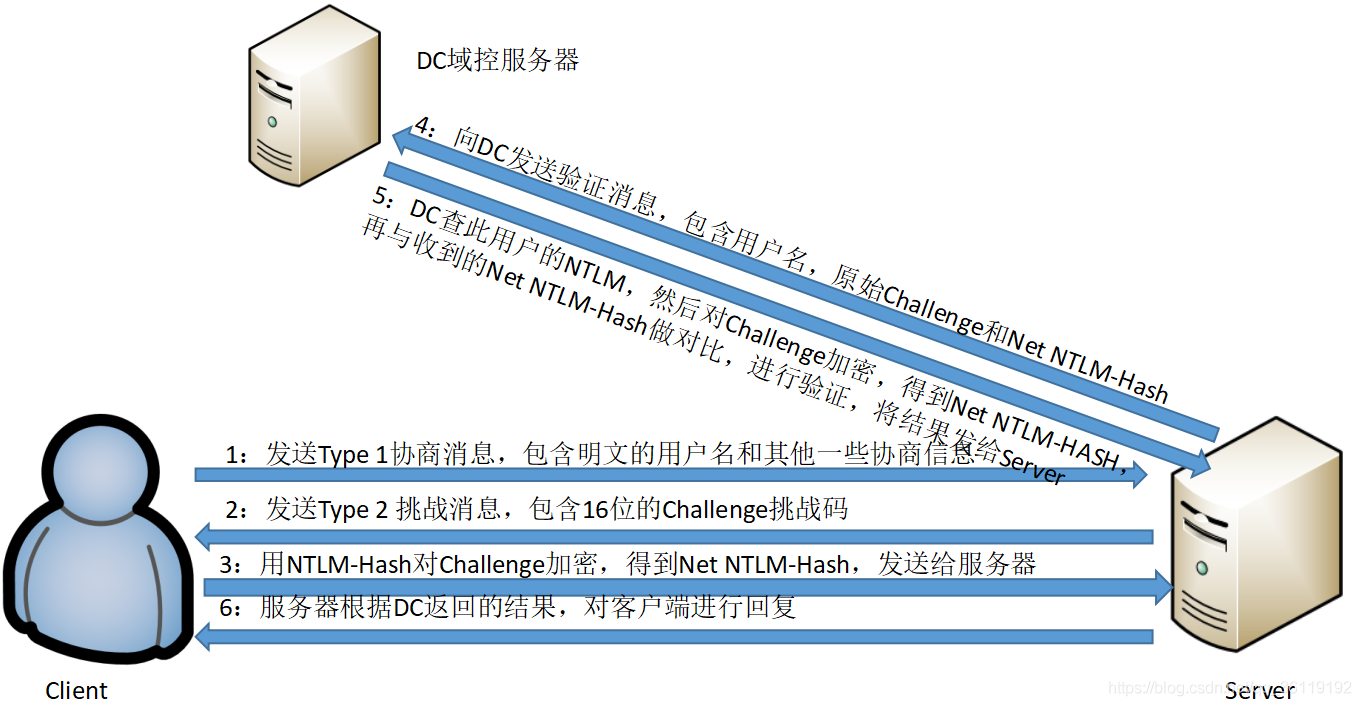 DC域控服务器
4：向DC发送验证消息，包含用户名，原始Challenge和Net NTLM-Hash
5：DC查此用户的NTLM，然后对Challenge加密，得到Net NTLM-HASH，
再与收到的Net NTLM-Hash做对比，进行验证，将结果发给Server
1：发送Type 1协商消息，包含明文的用户名和其他一些协商信息
2：发送Type 2 挑战消息，包含16位的Challenge挑战码
3：用NTLM-Hash对Challenge加密，得到Net NTLM-Hash，发送给服务器
6：服务器根据DC返回的结果，对客户端进行回复
Client
Server